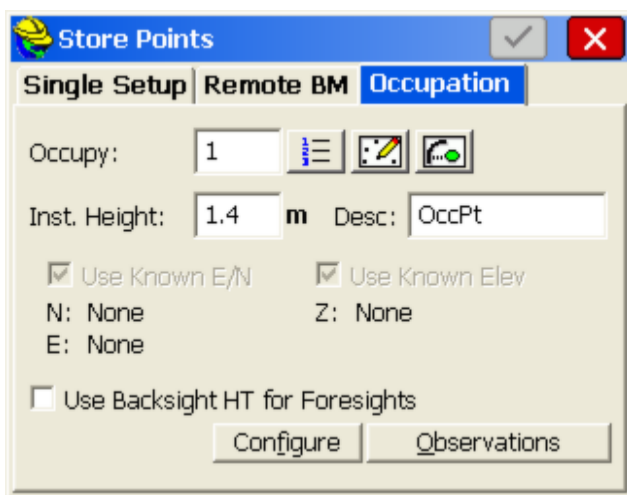 Store Points
Single Setup Remote BM Occupation
Occupy: 1
Inst. Height: 1.4 m Desc: OccPt
Use Known E/N Use Known Elev
N: None Z: None
E: None
Use Backsight HT for Foresights
Configure Observations